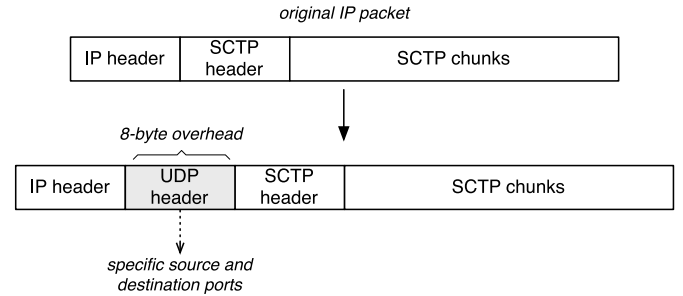 original IP packet
IP header
SCTP
header
SCTP chunks
8-byte overhead
IP header
UDP
header
SCTP
header
SCTP chunks
specific source and
destination ports